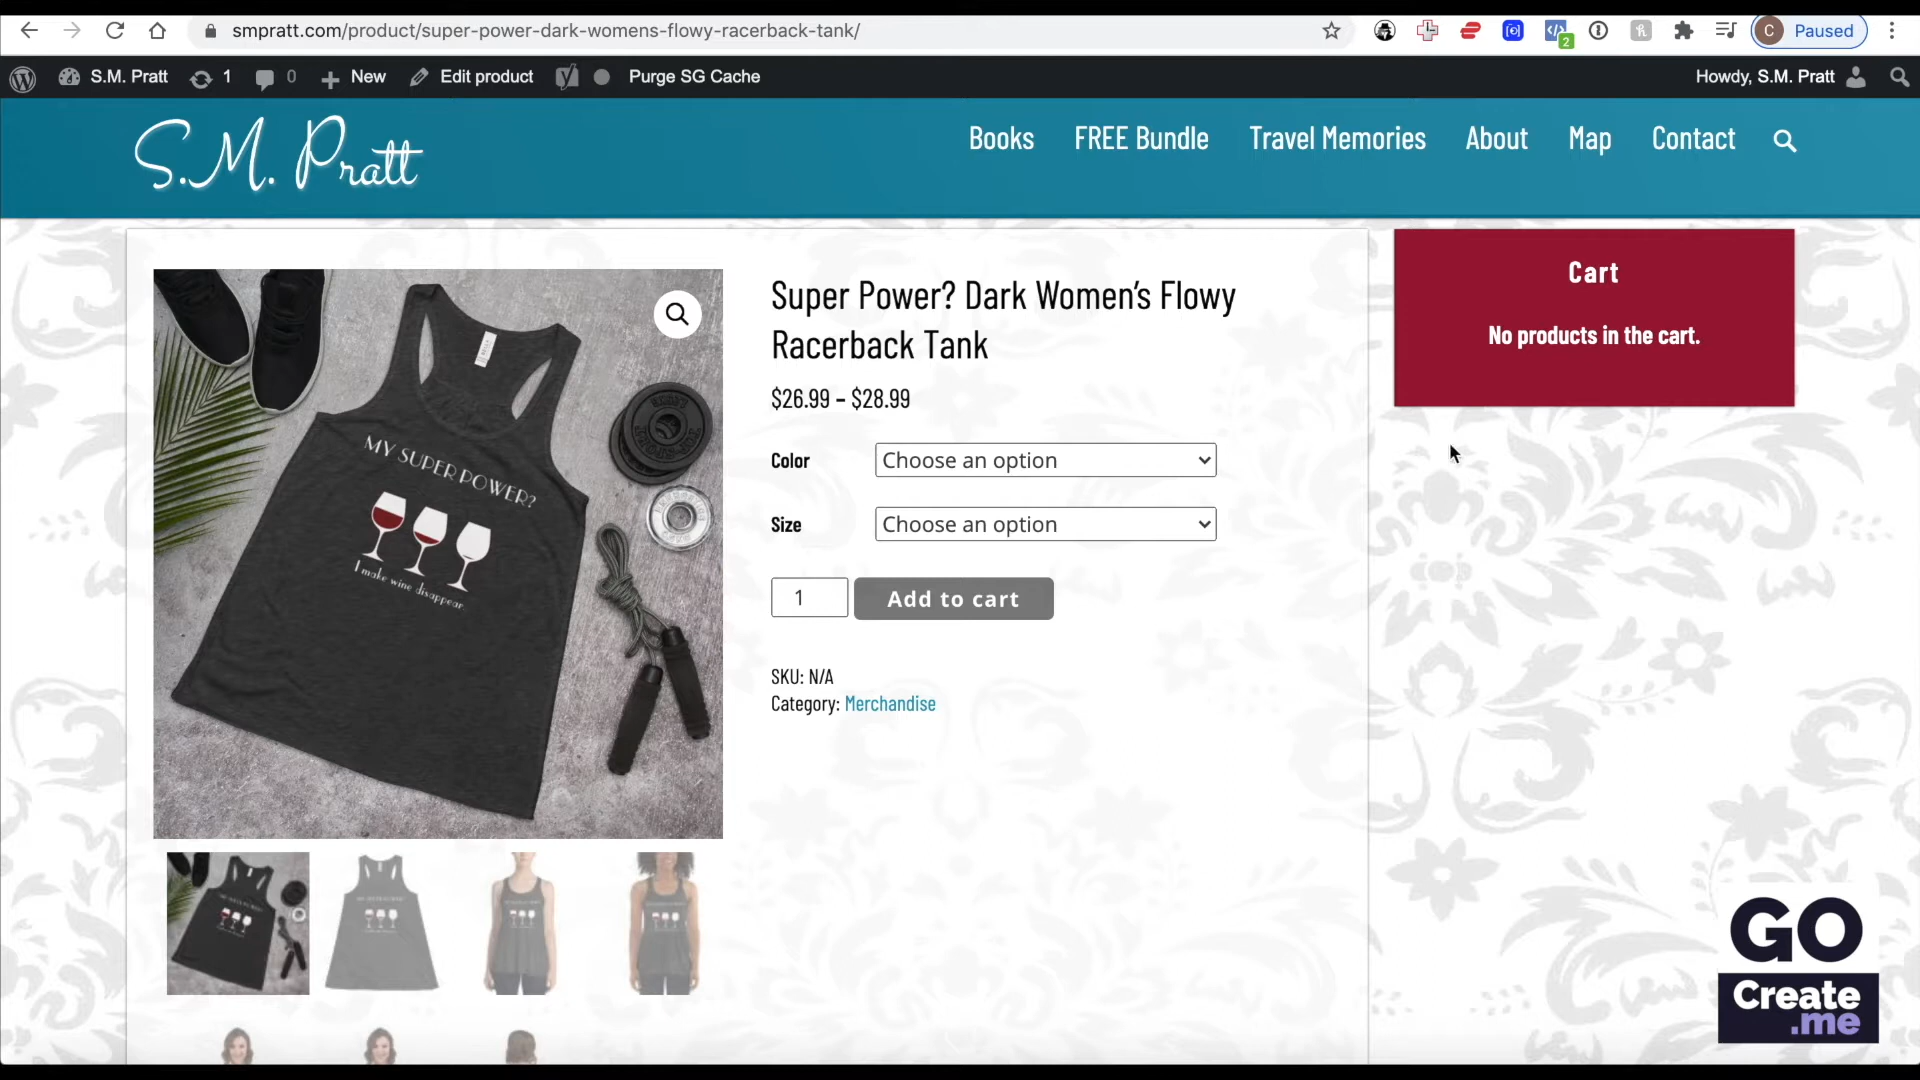 smpratt.com/product/super-power-dark-womens-flowy-racerback-tank/
2
C
Paused
S.M. Pratt
1
0
New
Edit product
Purge SG Cache
Howdy, S.M. Pratt
S.M. Pratt
Books
FREE Bundle
Travel Memories
About
Map
Contact
MY SUPER POWER?
I make wine disappear.
Super Power? Dark Women’s Flowy
Racerback Tank
$26.99 – $28.99
Color
Choose an option
Size
Choose an option
1
Add to cart
SKU: N/A
Category: Merchandise
Cart
No products in the cart.
GO
Create
.me